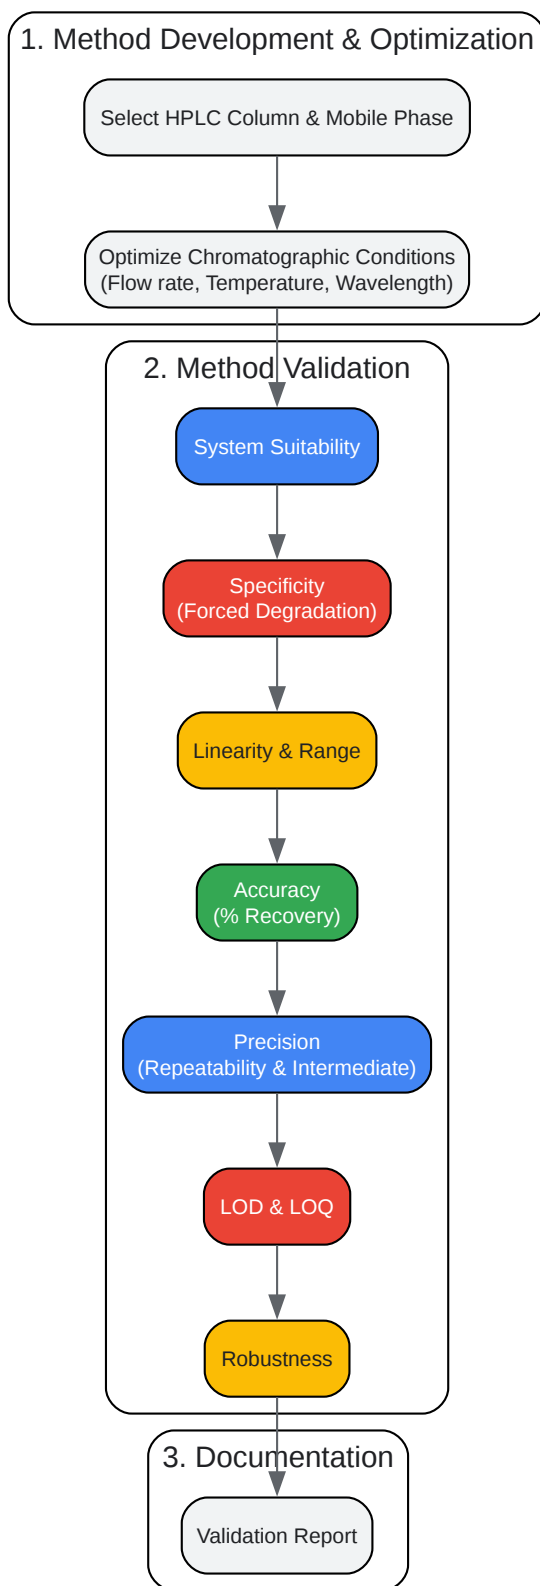 1. Method Development & Optimization
Select HPLC Column & Mobile Phase
Optimize Chromatographic Conditions
(Flow rate, Temperature, Wavelength)
2. Method Validation
System Suitability
Specificity
(Forced Degradation)
Linearity & Range
Accuracy
(% Recovery)
Precision
(Repeatability & Intermediate)
LOD & LOQ
Robustness
3. Documentation
Validation Report